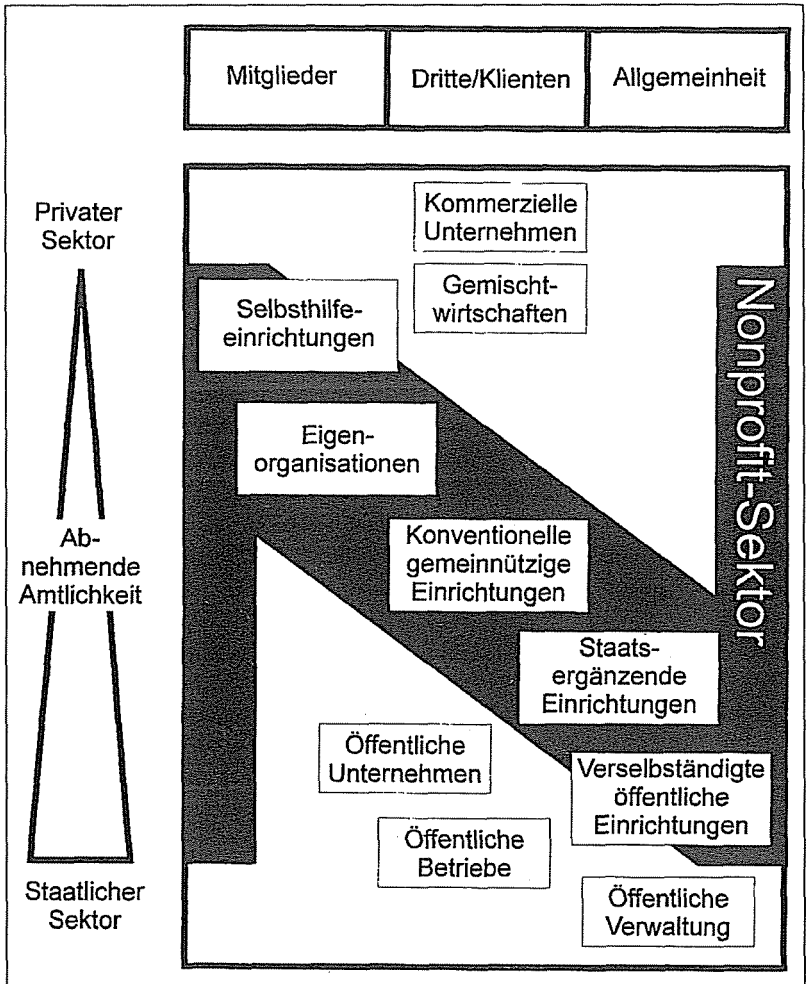 Mitglieder
Dritte/Klienten
Allgemeinheit
Privater
Sektor
Kommerzielle
Unternehmen
Gemischt-
wirtschaften
Selbsthilfe-
einrichtungen
Nonprofit-Sektor
Eigen-
organisationen
Ab-
nehmende
Amtlichkeit
Konventionelle
gemeinnützige
Einrichtungen
Staats-
ergänzende
Einrichtungen
Öffentliche
Unternehmen
Verselbständigte
öffentliche
Einrichtungen
Öffentliche
Betriebe
Staatlicher
Sektor
Öffentliche
Verwaltung